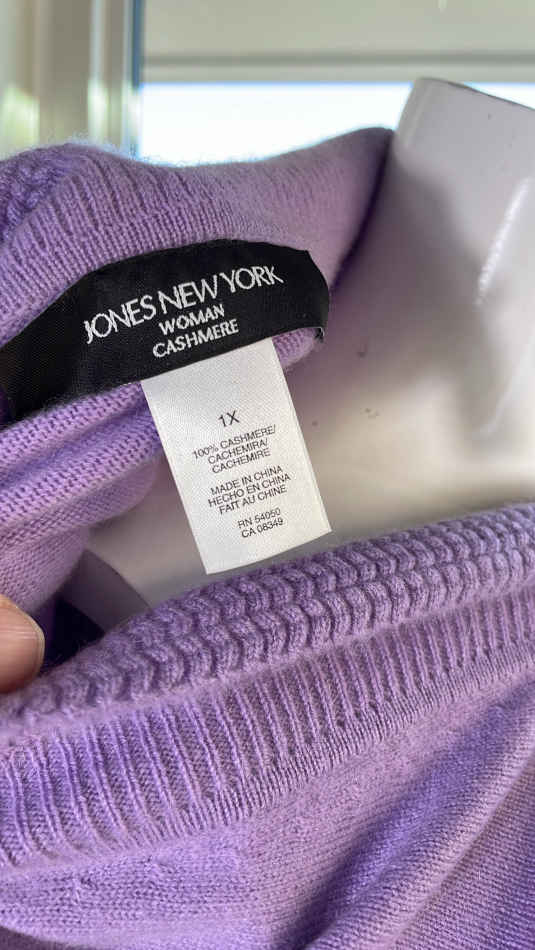 JONES NEW YORK
WOMAN
CASHMERE
1X
100% CASHMERE/
CACHEMIRA/
CACHEMIRE
MADE IN CHINA
HECHO EN CHINA
FAIT AU CHINE
RN 54050
CA 08349